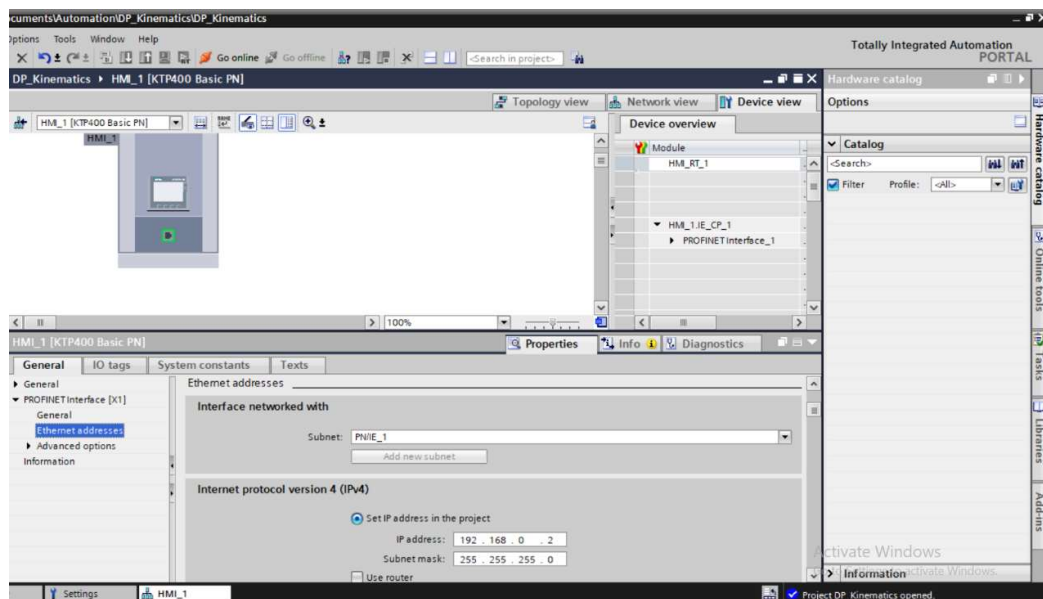 ocuments\Automation\DP_Kinematics\DP_Kinematics
Options Tools Window Help
Totally Integrated Automation
PORTAL
Go online Go offline <Search in project>
DP_Kinematics HMI_1 [KTP400 Basic PN]
Hardware catalog
Topology view Network view Device view
Options
HMI_1 [KTP400 Basic PN]
Device overview
HMI_1
Module
Catalog
HMI_RT_1
<Search>
Filter Profile: <All>
HMI_1.IE_CP_1
PROFINET Interface_1
100%
HMI_1 [KTP400 Basic PN]
Properties Info Diagnostics
General IO tags System constants Texts
General
PROFINET Interface [X1]
General
Ethernet addresses
Advanced options
Information
Ethernet addresses
Interface networked with
Subnet: PN/IE_1
Add new subnet
Internet protocol version 4 (IPv4)
Set IP address in the project
IP address: 192 . 168 . 0 . 2
Subnet mask: 255 . 255 . 255 . 0
Use router
Hardware catalog
Online tools
Tasks
Libraries
Add-ins
Activate Windows
activate Windows.
Information
Settings HMI_1
Project DP_Kinematics opened.